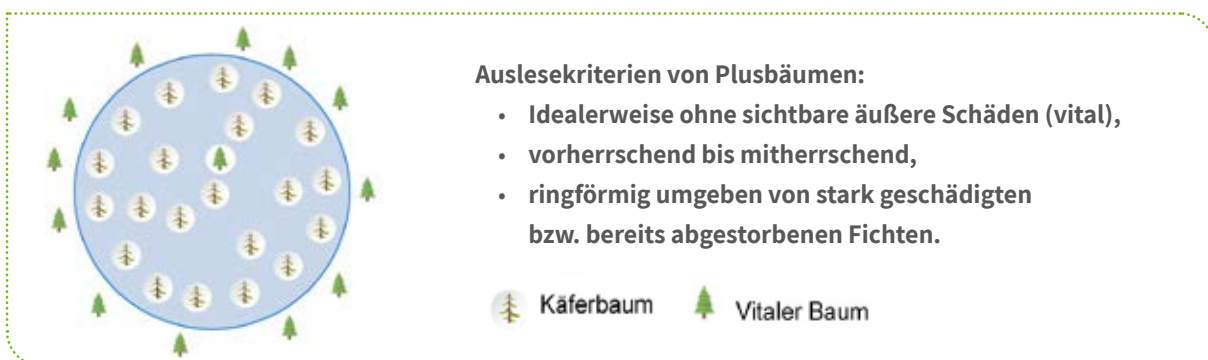 Auslesekriterien von Plusbäumen:
• Idealerweise ohne sichtbare äußere Schäden (vital),
• vorherrschend bis mitherrschend,
• ringförmig umgeben von stark geschädigten
bzw. bereits abgestorbenen Fichten.
Käferbaum
Vitaler Baum